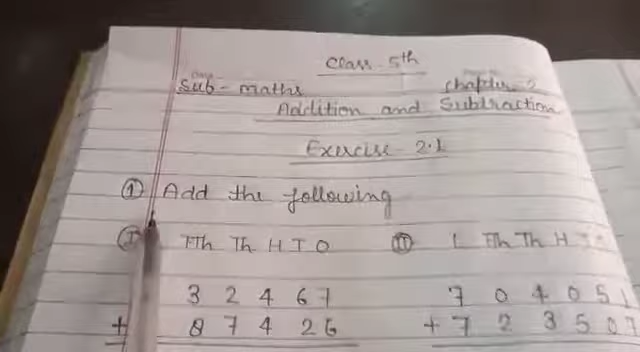 Class - 5th
Sub - maths chapter - 2
Addition and Subtraction
Exercise - 2.1
① Add the following
Ⓘ TTh Th H T O Ⓘⓘ L TTh Th H T
3 2 4 6 7 7 0 4 0 5 1
+ 8 7 4 2 6 + 7 2 3 5 0 7